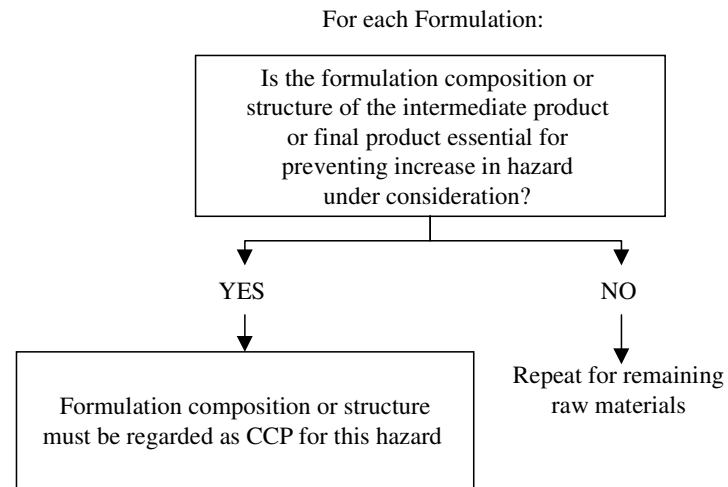 For each Formulation:
Is the formulation composition or
structure of the intermediate product
or final product essential for
preventing increase in hazard
under consideration?
YES
NO
Formulation composition or structure
must be regarded as CCP for this hazard
Repeat for remaining
raw materials